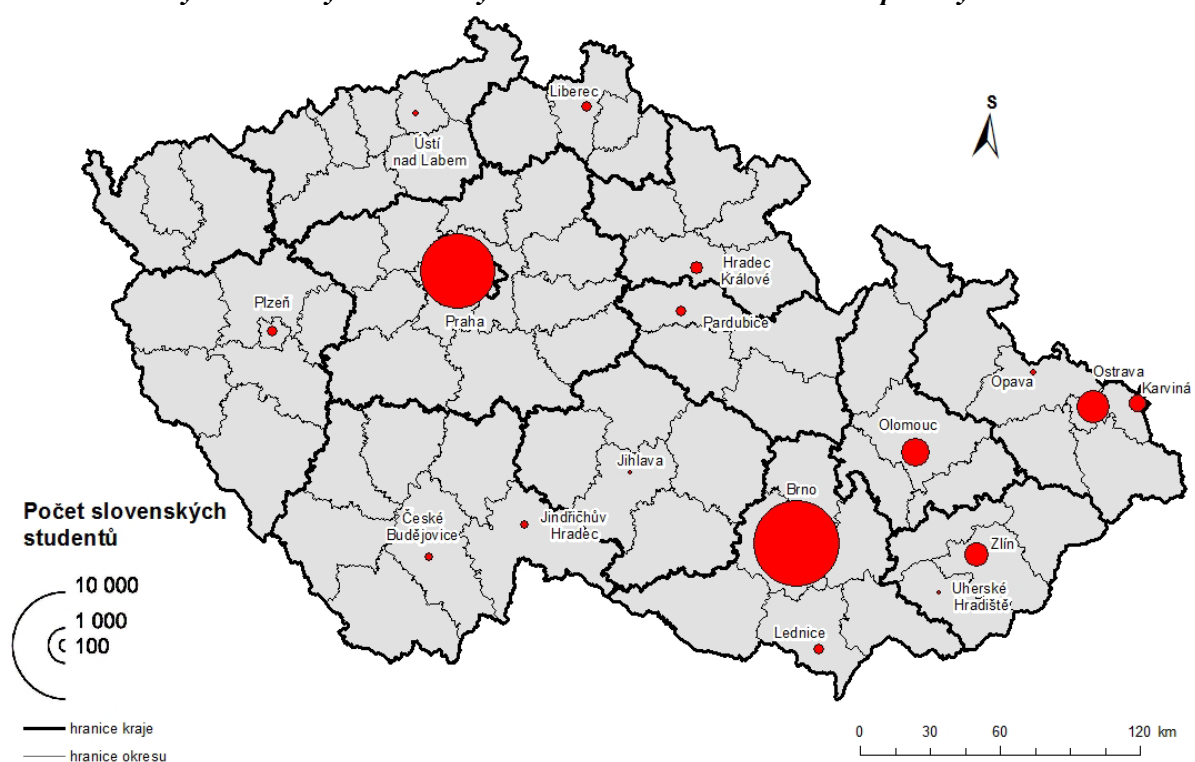 Liberec
Ústí
nad Labem
S
Hradec
Králové
Plzeň
Praha
Pardubice
Opava
Ostrava
Karviná
Olomouc
Jihlava
Brno
Počet slovenských
studentů
České
Budějovice
Jindřichův
Hradec
Zlín
Uherské
Hradiště
Lednice
10 000
1 000
100
hranice kraje
hranice okresu
0 30 60 120 km